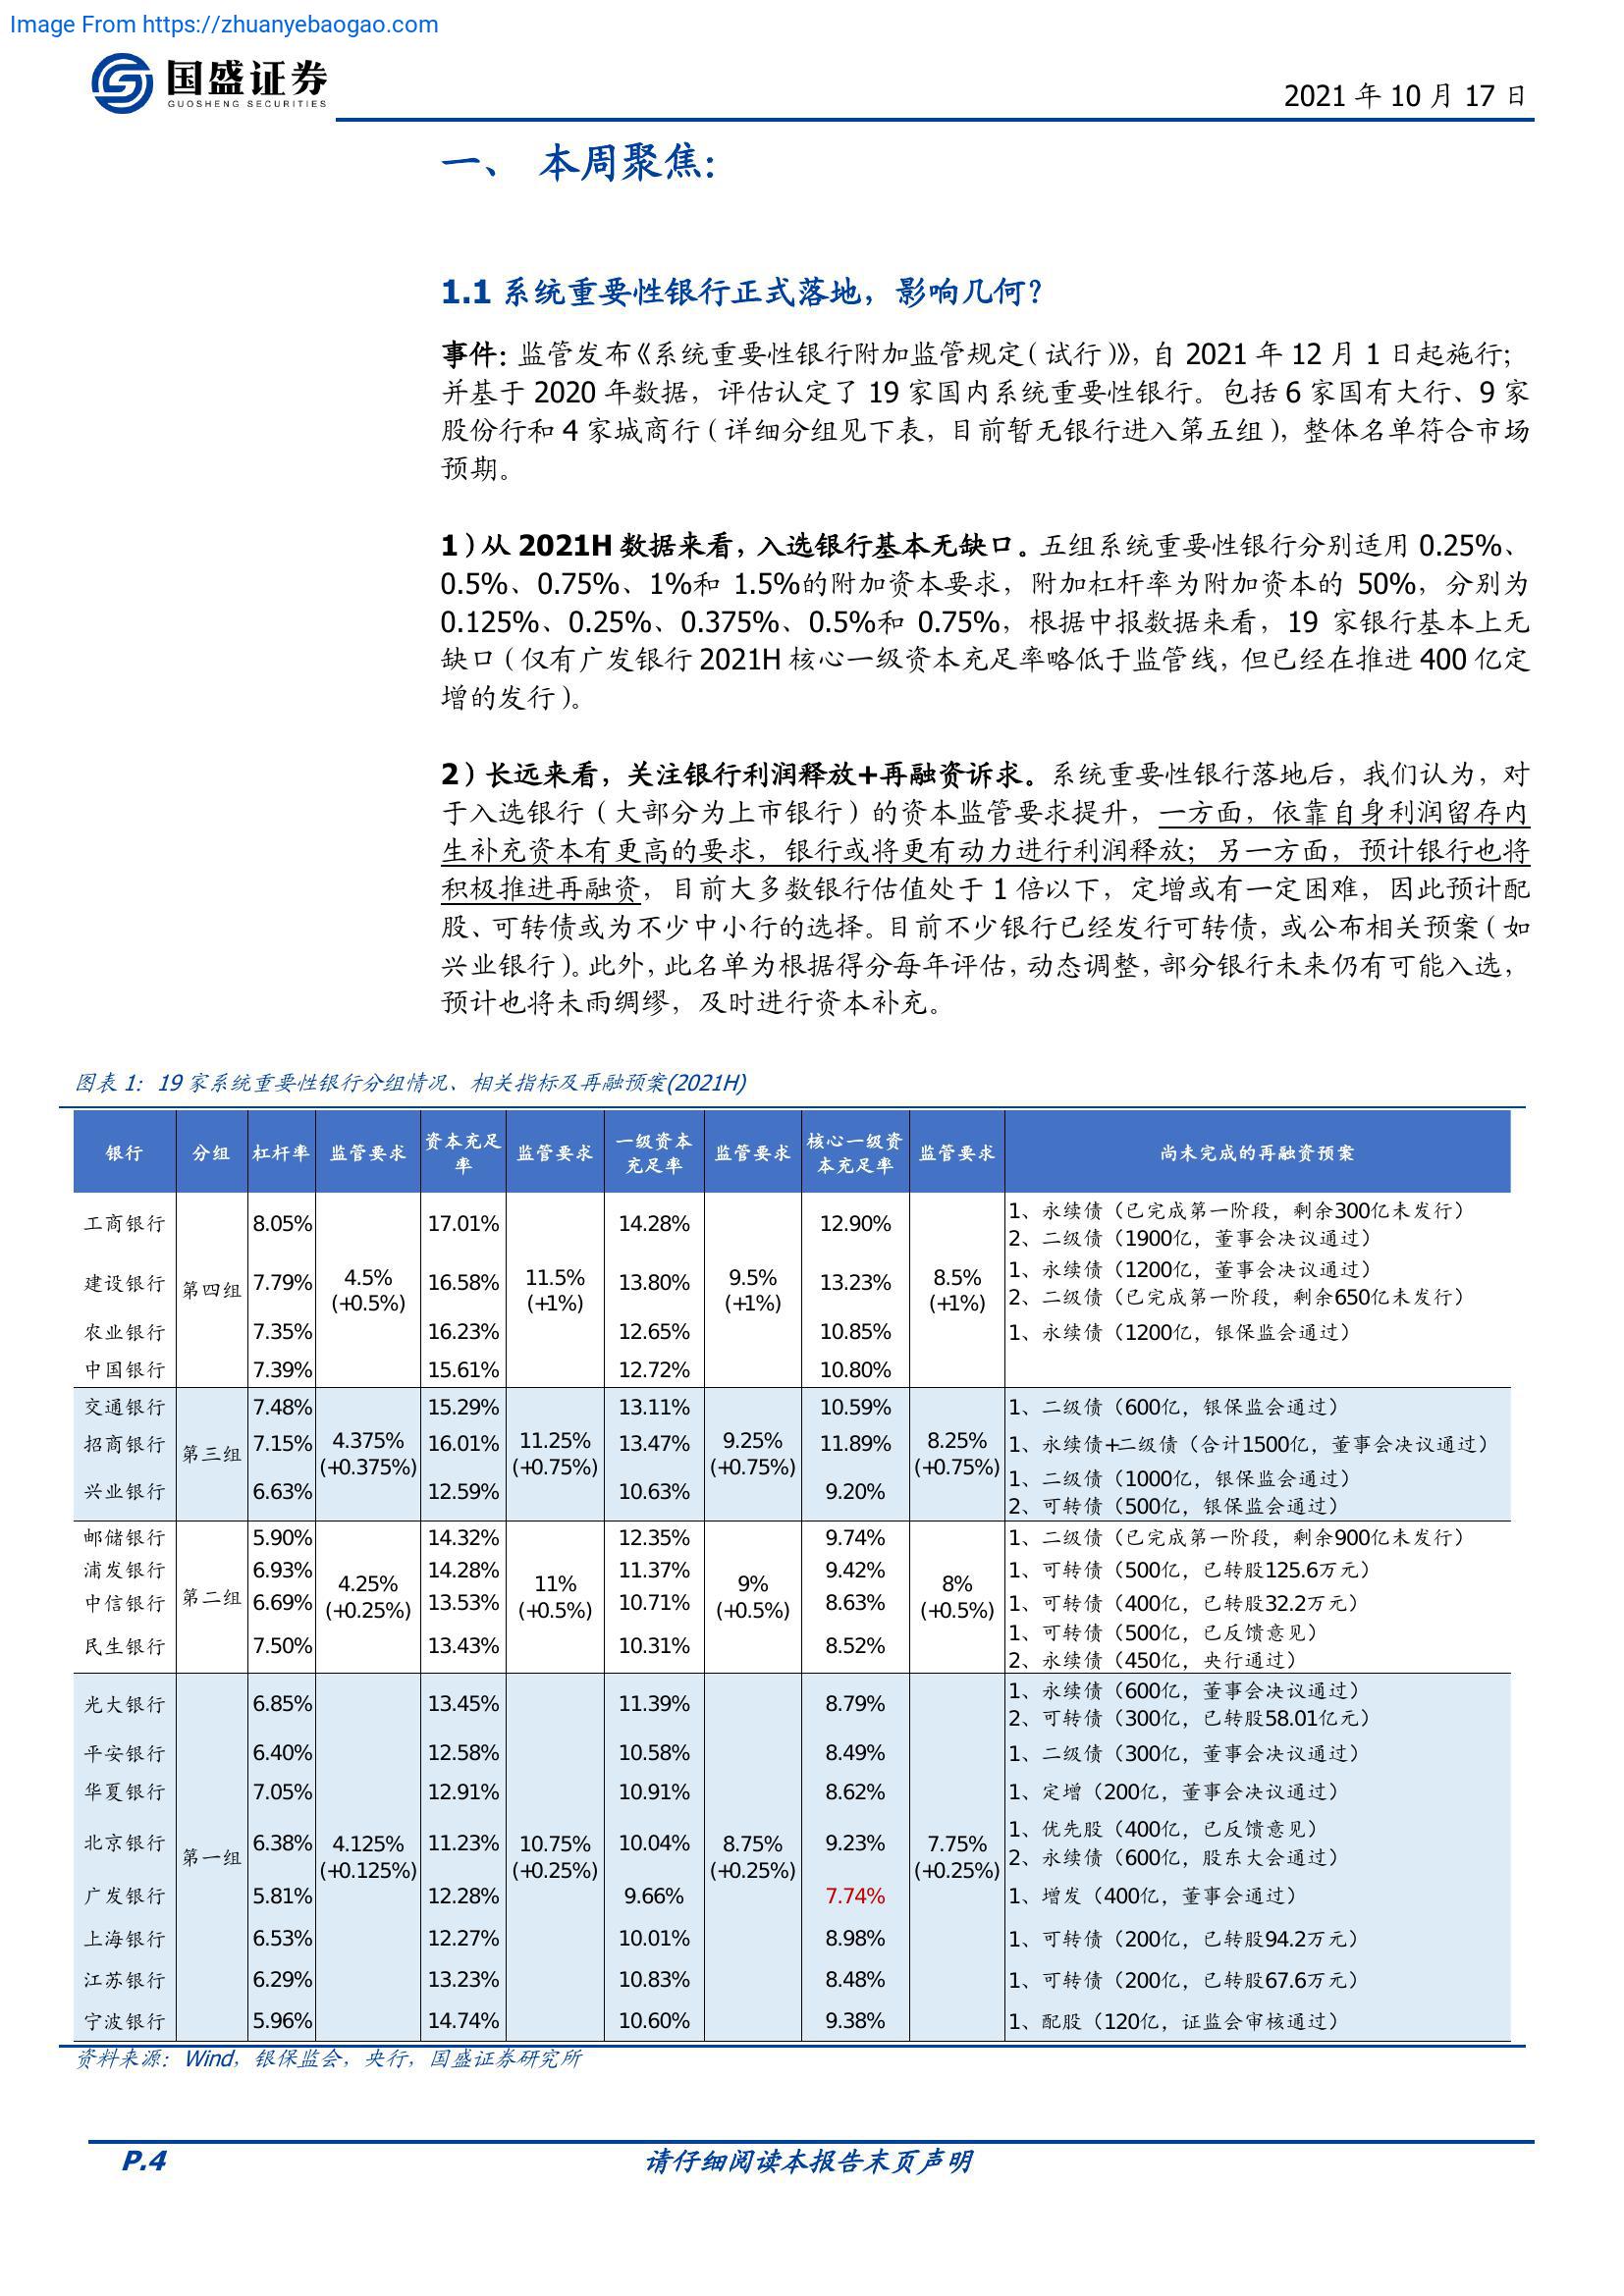 Image From https://zhuanyebaogao.com
国盛证券
GUOSHENG SECURITIES
2021 年 10 月 17 日
一、 本周聚焦：
1.1 系统重要性银行正式落地，影响几何？
事件：监管发布《系统重要性银行附加监管规定（试行）》，自 2021 年 12 月 1 日起施行；
并基于 2020 年数据，评估认定了 19 家国内系统重要性银行。包括 6 家国有大行、9 家
股份行和 4 家城商行（详细分组见下表，目前暂无银行进入第五组），整体名单符合市场
预期。
1）从 2021H 数据来看，入选银行基本无缺口。五组系统重要性银行分别适用 0.25%、
0.5%、0.75%、1%和 1.5%的附加资本要求，附加杠杆率为附加资本的 50%，分别为
0.125%、0.25%、0.375%、0.5%和 0.75%，根据中报数据来看，19 家银行基本上无
缺口（仅有广发银行 2021H 核心一级资本充足率略低于监管线，但已经在推进 400 亿定
增的发行）。
2）长远来看，关注银行利润释放+再融资诉求。系统重要性银行落地后，我们认为，对
于入选银行（大部分为上市银行）的资本监管要求提升，一方面，依靠自身利润留存内
生补充资本有更高的要求，银行或将更有动力进行利润释放；另一方面，预计银行也将
积极推进再融资，目前大多数银行估值处于 1 倍以下，定增或有一定困难，因此预计配
股、可转债或为不少中小行的选择。目前不少银行已经发行可转债，或公布相关预案（如
兴业银行）。此外，此名单为根据得分每年评估，动态调整，部分银行未来仍有可能入选，
预计也将未雨绸缪，及时进行资本补充。
图表 1：19 家系统重要性银行分组情况、相关指标及再融预案(2021H)
银行 分组 杠杆率 监管要求 资本充足率 监管要求 一级资本充足率 监管要求 核心一级资本充足率 监管要求 尚未完成的再融资预案
工商银行 8.05% 17.01% 14.28% 12.90% 1、永续债（已完成第一阶段，剩余300亿未发行）
2、二级债（1900亿，董事会决议通过）
建设银行 第四组 7.79% 4.5% (+0.5%) 16.58% 11.5% (+1%) 13.80% 9.5% (+1%) 13.23% 8.5% (+1%) 1、永续债（1200亿，董事会决议通过）
2、二级债（已完成第一阶段，剩余650亿未发行）
农业银行 7.35% 16.23% 12.65% 10.85% 1、永续债（1200亿，银保监会通过）
中国银行 7.39% 15.61% 12.72% 10.80%
交通银行 7.48% 15.29% 13.11% 10.59% 1、二级债（600亿，银保监会通过）
招商银行 第三组 7.15% 4.375% (+0.375%) 16.01% 11.25% (+0.75%) 13.47% 9.25% (+0.75%) 11.89% 8.25% (+0.75%) 1、永续债+二级债（合计1500亿，董事会决议通过）
兴业银行 6.63% 12.59% 10.63% 9.20% 1、二级债（1000亿，银保监会通过）
2、可转债（500亿，银保监会通过）
邮储银行 5.90% 14.32% 12.35% 9.74% 1、二级债（已完成第一阶段，剩余900亿未发行）
浦发银行 6.93% 14.28% 11.37% 9.42% 1、可转债（500亿，已转股125.6万元）
中信银行 第二组 6.69% 4.25% (+0.25%) 13.53% 11% (+0.5%) 10.71% 9% (+0.5%) 8.63% 8% (+0.5%) 1、可转债（400亿，已转股32.2万元）
民生银行 7.50% 13.43% 10.31% 8.52% 1、可转债（500亿，已反馈意见）
2、永续债（450亿，央行通过）
光大银行 6.85% 13.45% 11.39% 8.79% 1、永续债（600亿，董事会决议通过）
2、可转债（300亿，已转股58.01亿元）
平安银行 6.40% 12.58% 10.58% 8.49% 1、二级债（300亿，董事会决议通过）
华夏银行 7.05% 12.91% 10.91% 8.62% 1、定增（200亿，董事会决议通过）
北京银行 第一组 6.38% 4.125% (+0.125%) 11.23% 10.75% (+0.25%) 10.04% 8.75% (+0.25%) 9.23% 7.75% (+0.25%) 1、优先股（400亿，已反馈意见）
2、永续债（600亿，股东大会通过）
广发银行 5.81% 12.28% 9.66% 7.74% 1、增发（400亿，董事会通过）
上海银行 6.53% 12.27% 10.01% 8.98% 1、可转债（200亿，已转股94.2万元）
江苏银行 6.29% 13.23% 10.83% 8.48% 1、可转债（200亿，已转股67.6万元）
宁波银行 5.96% 14.74% 10.60% 9.38% 1、配股（120亿，证监会审核通过）
资料来源：Wind，银保监会，央行，国盛证券研究所
P.4
请仔细阅读本报告末页声明